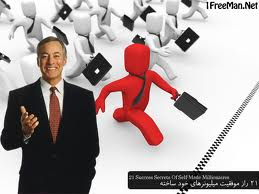 1FreeMan.Net
21 Success Secrets Of Self Made Millionaires
۲۱ راز موفقیت میلیونرهای خود ساخته